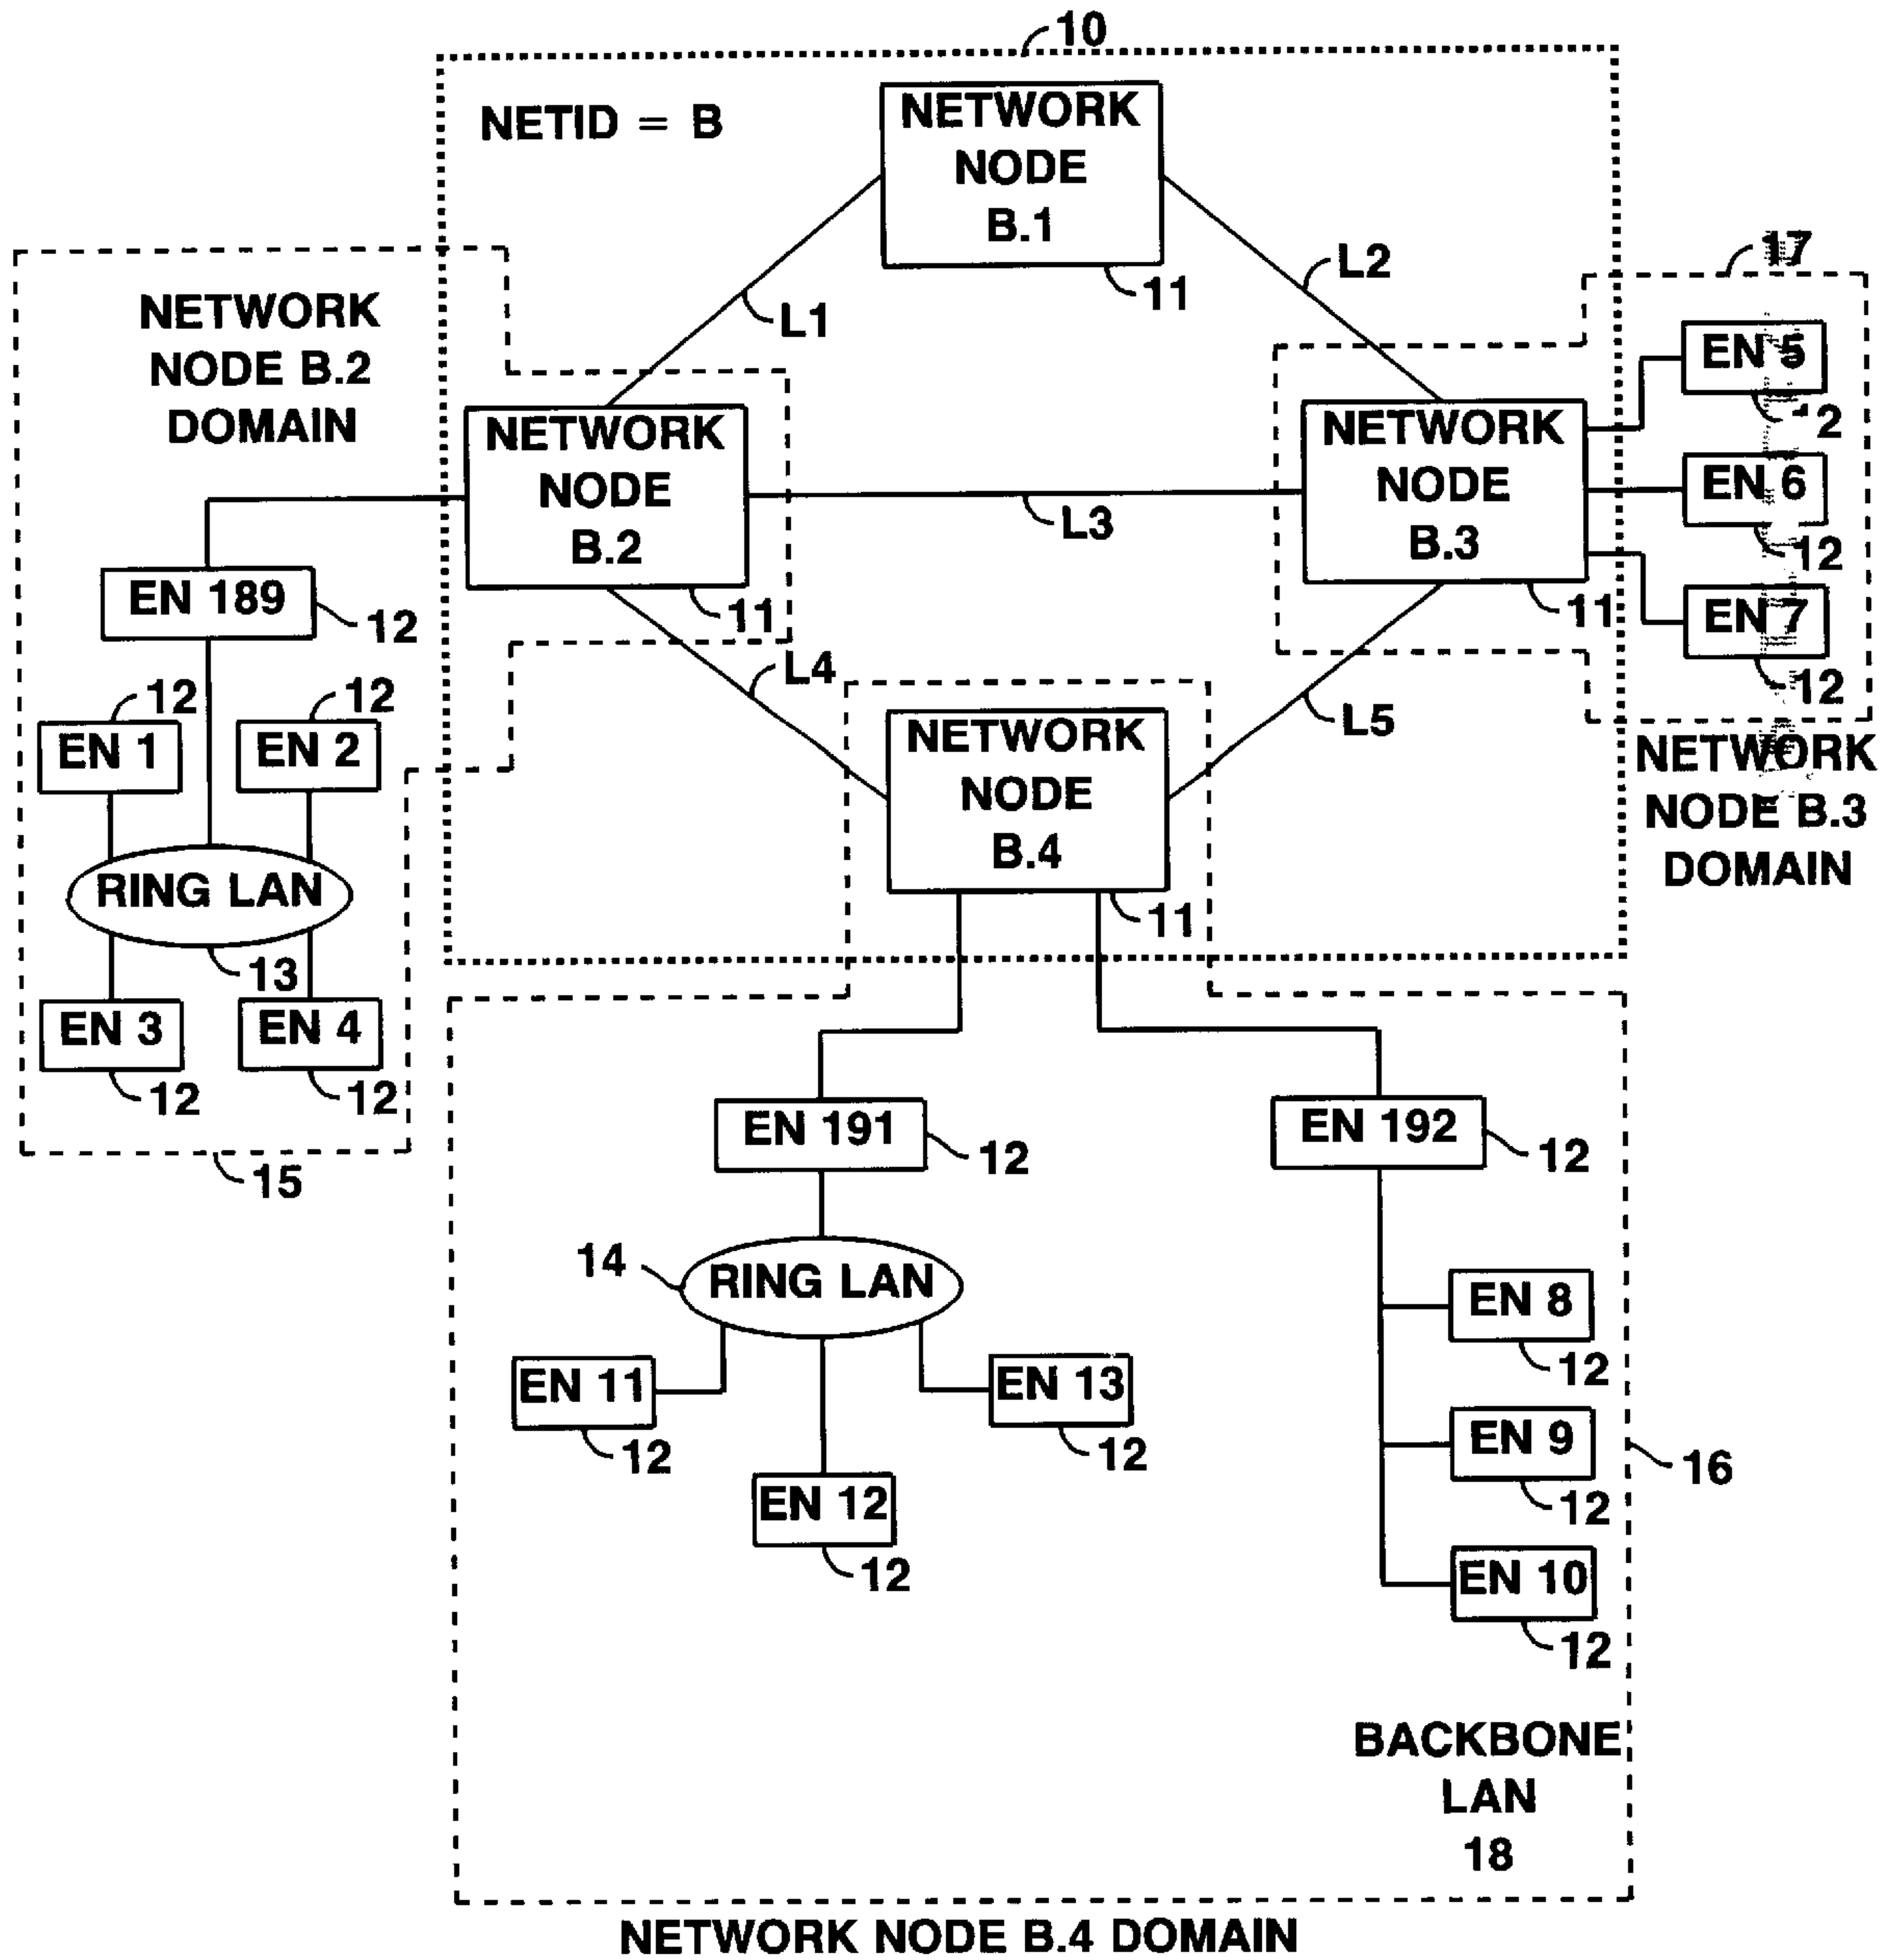 10
NETID = B
NETWORK
NODE
B.1
11
L1
L2
17
NETWORK
NODE B.2
DOMAIN
NETWORK
NODE
B.2
11
L3
NETWORK
NODE
B.3
11
EN 5
12
EN 6
12
EN 7
12
NETWORK
NODE B.3
DOMAIN
EN 189
12
12
EN 1
12
EN 2
RING LAN
13
EN 3
12
EN 4
12
15
L4
L5
NETWORK
NODE
B.4
11
EN 191
12
EN 192
12
14
RING LAN
EN 11
12
EN 12
12
EN 13
12
EN 8
12
EN 9
12
EN 10
12
16
BACKBONE
LAN
18
NETWORK NODE B.4 DOMAIN